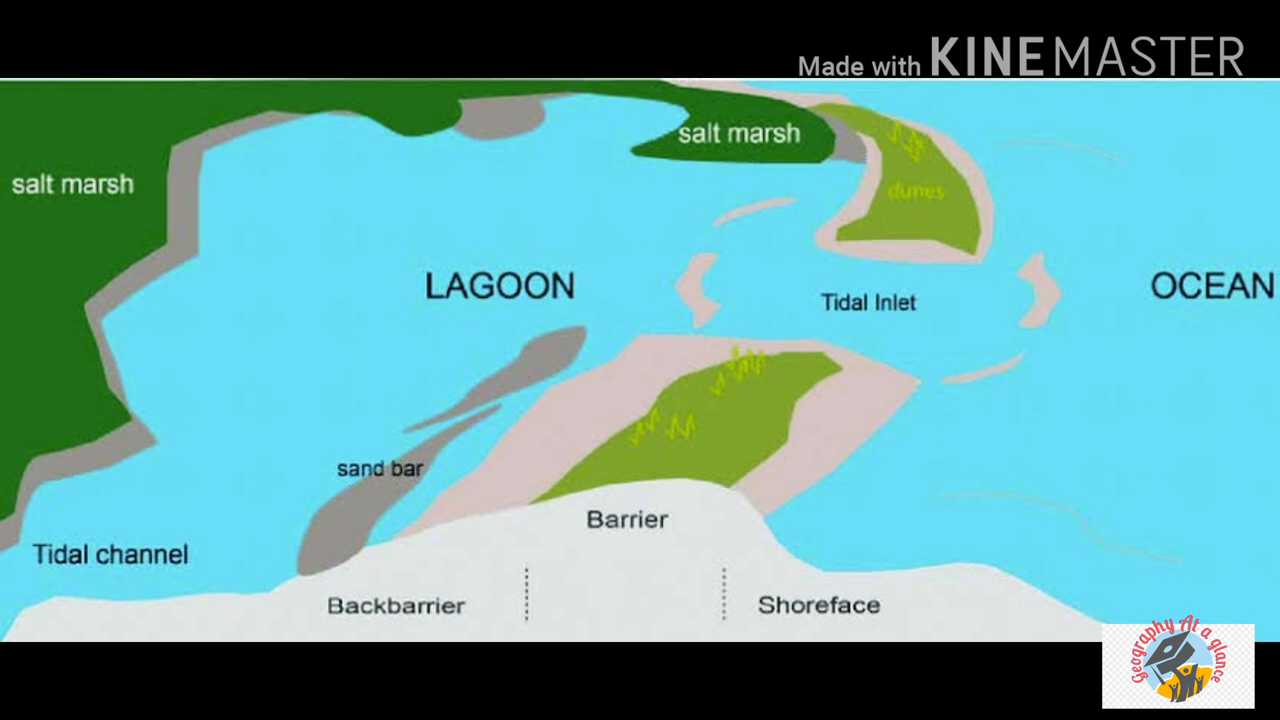 Made with KINEMASTER
salt marsh
salt marsh
dunes
LAGOON
OCEAN
Tidal Inlet
sand bar
Barrier
Tidal channel
Backbarrier
Shoreface
Geography At a glance